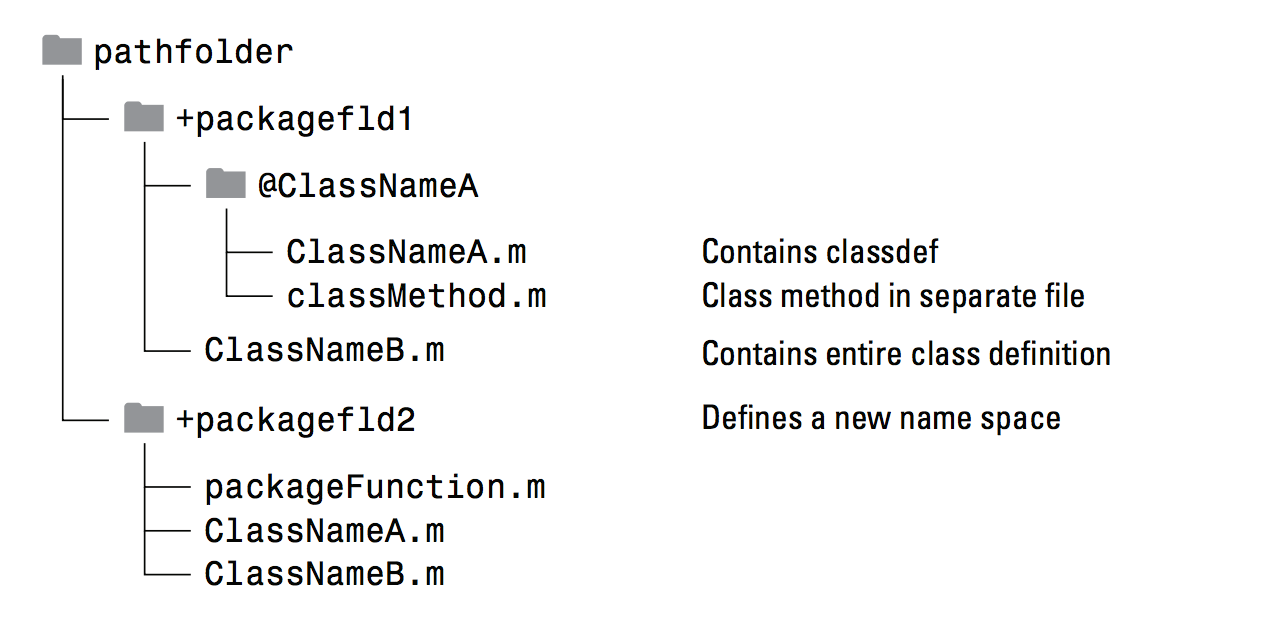 pathfolder
+packagefld1
@ClassNameA
ClassNameA.m Contains classdef
classMethod.m Class method in separate file
ClassNameB.m Contains entire class definition
+packagefld2 Defines a new name space
packageFunction.m
ClassNameA.m
ClassNameB.m